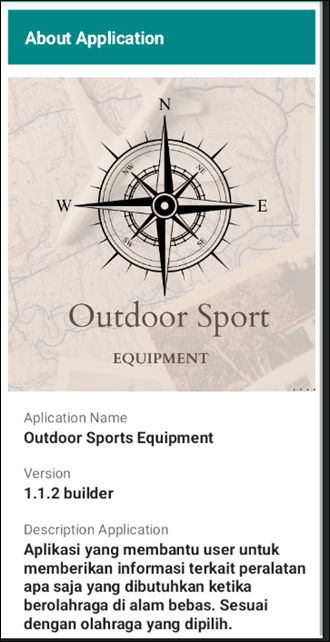 About Application
N
NW
NE
W
E
SW
SE
Outdoor Sport
EQUIPMENT
Aplication Name
Outdoor Sports Equipment
Version
1.1.2 builder
Description Application
Aplikasi yang membantu user untuk
memberikan informasi terkait peralatan
apa saja yang dibutuhkan ketika
berolahraga di alam bebas. Sesuai
dengan olahraga yang dipilih.